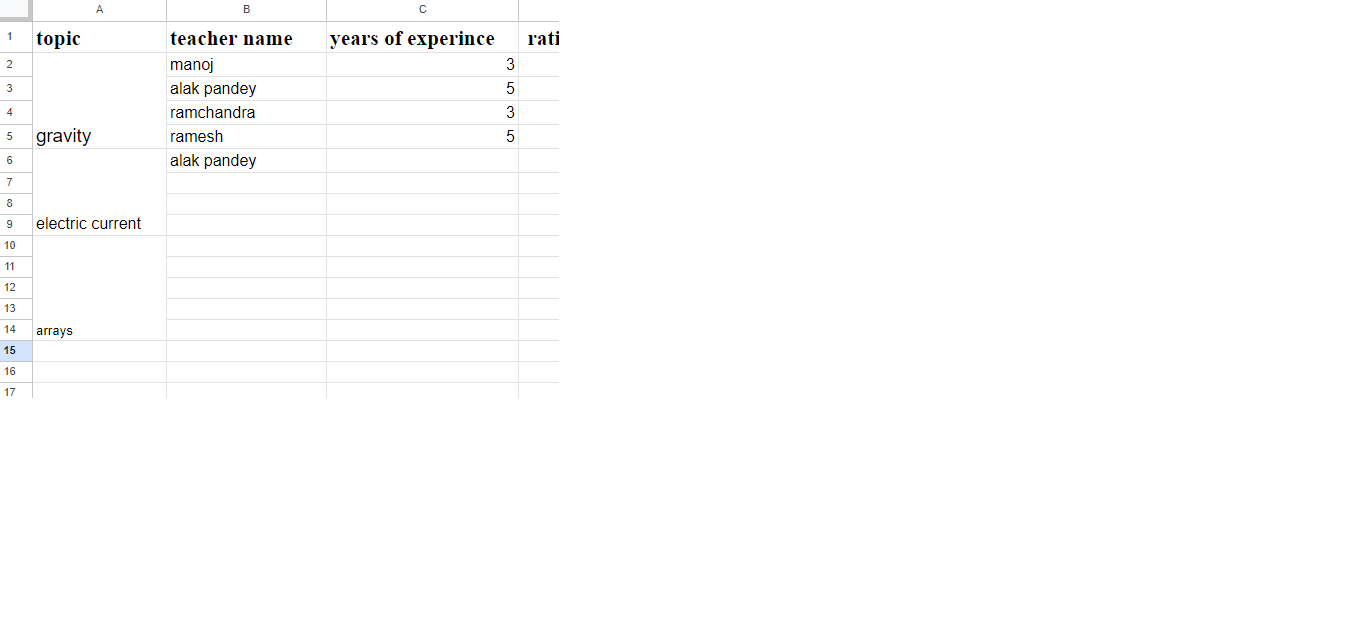 A B C
1 topic teacher name years of experince rati
2 manoj 3
3 alak pandey 5
4 ramchandra 3
5 gravity ramesh 5
6 alak pandey
7
8
9 electric current
10
11
12
13
14 arrays
15
16
17